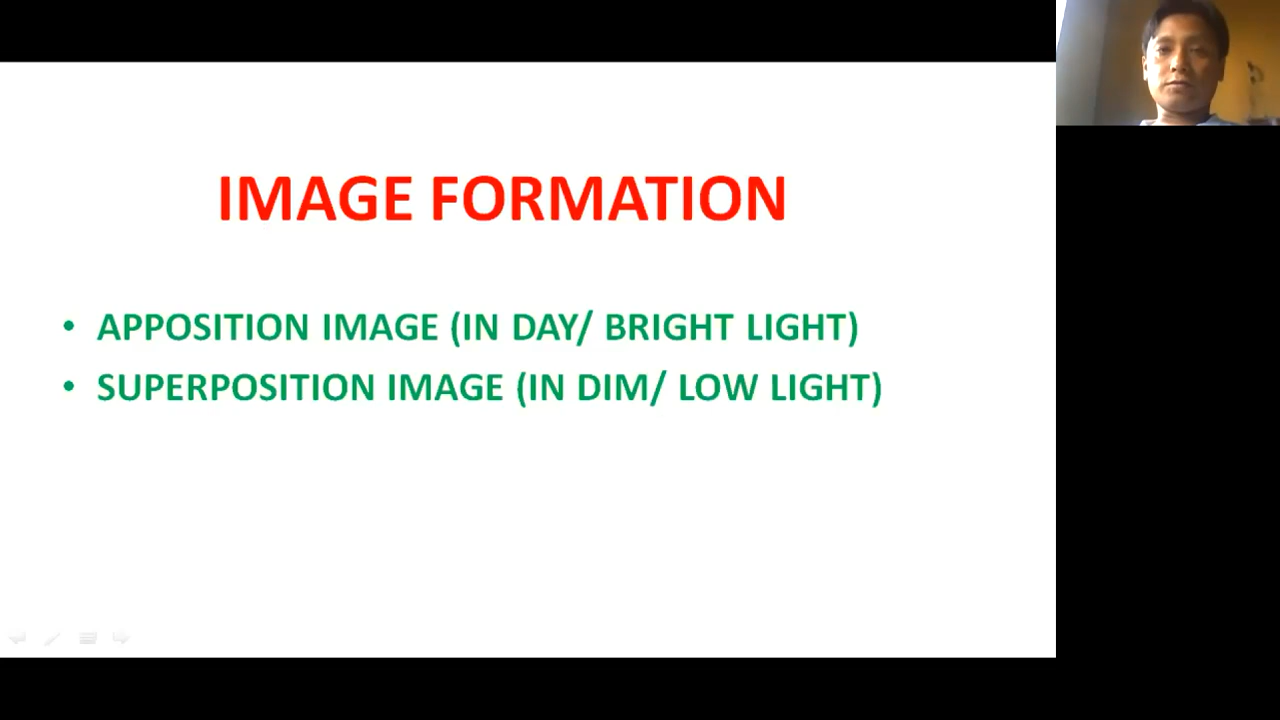 IMAGE FORMATION
• APPOSITION IMAGE (IN DAY/ BRIGHT LIGHT)
• SUPERPOSITION IMAGE (IN DIM/ LOW LIGHT)